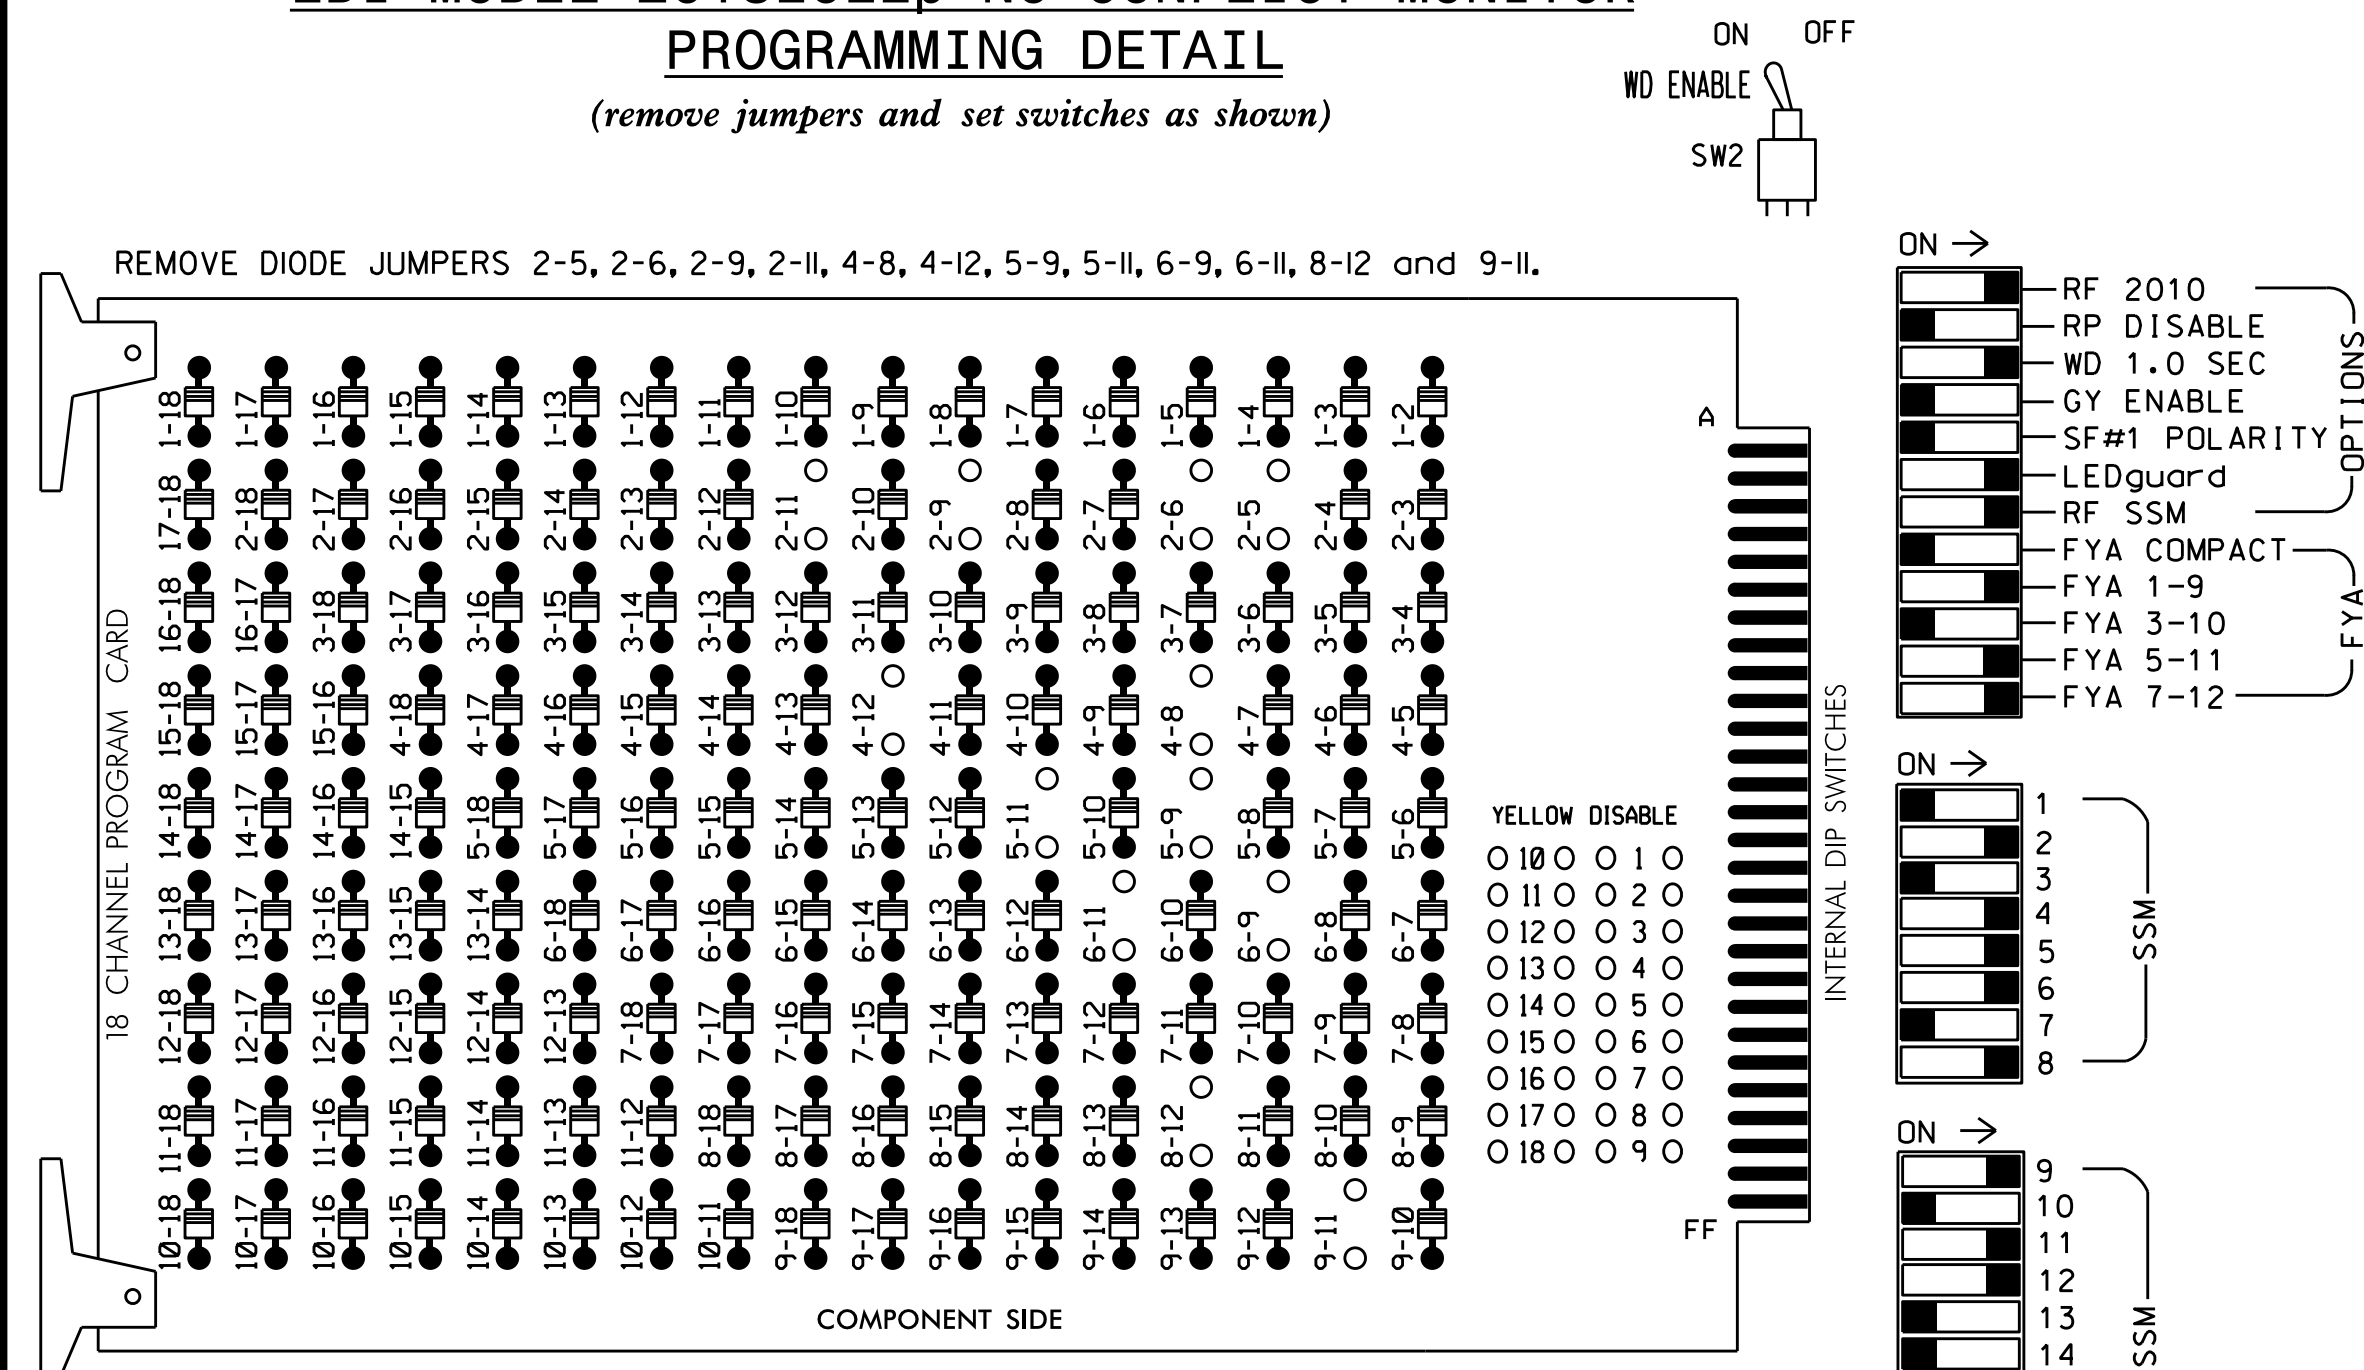 PROGRAMMING DETAIL
(remove jumpers and set switches as shown)
ON OFF
WD ENABLE
SW2
REMOVE DIODE JUMPERS 2-5, 2-6, 2-9, 2-11, 4-8, 4-12, 5-9, 5-11, 6-9, 6-11, 8-12 and 9-11.
18 CHANNEL PROGRAM CARD
1-18 1-17 1-16 1-15 1-14 1-13 1-12 1-11 1-10 1-9 1-8 1-7 1-6 1-5 1-4 1-3 1-2
17-18 2-18 2-17 2-16 2-15 2-14 2-13 2-12 2-11 2-10 2-9 2-8 2-7 2-6 2-5 2-4 2-3
16-18 16-17 3-18 3-17 3-16 3-15 3-14 3-13 3-12 3-11 3-10 3-9 3-8 3-7 3-6 3-5 3-4
15-18 15-17 15-16 4-18 4-17 4-16 4-15 4-14 4-13 4-12 4-11 4-10 4-9 4-8 4-7 4-6 4-5
14-18 14-17 14-16 14-15 5-18 5-17 5-16 5-15 5-14 5-13 5-12 5-11 5-10 5-9 5-8 5-7 5-6
13-18 13-17 13-16 13-15 13-14 6-18 6-17 6-16 6-15 6-14 6-13 6-12 6-11 6-10 6-9 6-8 6-7
12-18 12-17 12-16 12-15 12-14 12-13 7-18 7-17 7-16 7-15 7-14 7-13 7-12 7-11 7-10 7-9 7-8
11-18 11-17 11-16 11-15 11-14 11-13 11-12 8-18 8-17 8-16 8-15 8-14 8-13 8-12 8-11 8-10 8-9
10-18 10-17 10-16 10-15 10-14 10-13 10-12 10-11 9-18 9-17 9-16 9-15 9-14 9-13 9-12 9-11 9-10
COMPONENT SIDE
YELLOW DISABLE
10 1
11 2
12 3
13 4
14 5
15 6
16 7
17 8
18 9
A
FF
INTERNAL DIP SWITCHES
ON
RF 2010
RP DISABLE
WD 1.0 SEC
GY ENABLE
SF#1 POLARITY
LEDguard
RF SSM
OPTIONS
FYA COMPACT
FYA 1-9
FYA 3-10
FYA 5-11
FYA 7-12
FYA
ON
1
2
3
4
5
6
7
8
SSM
ON
9
10
11
12
13
14
SSM